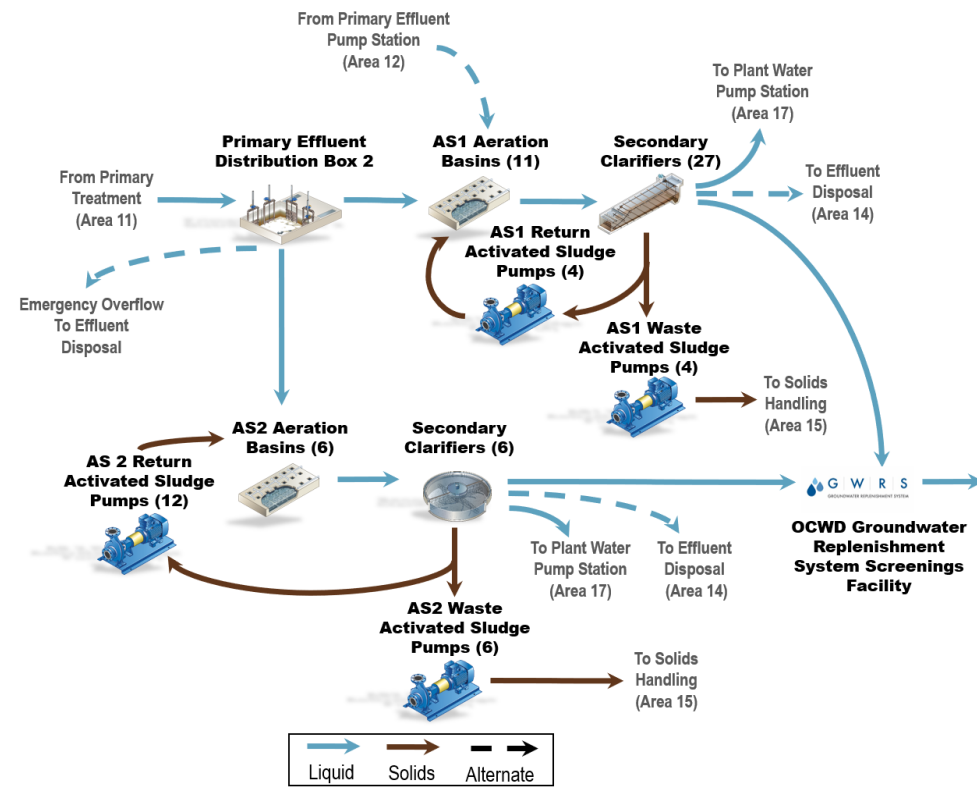 From Primary Effluent
Pump Station
(Area 12)
To Plant Water
Pump Station
(Area 17)
Primary Effluent
Distribution Box 2
AS1 Aeration
Basins (11)
Secondary
Clarifiers (27)
From Primary
Treatment
(Area 11)
To Effluent
Disposal
(Area 14)
AS1 Return
Activated Sludge
Pumps (4)
Emergency Overflow
To Effluent
Disposal
AS1 Waste
Activated Sludge
Pumps (4)
To Solids
Handling
(Area 15)
AS2 Aeration
Basins (6)
Secondary
Clarifiers (6)
AS 2 Return
Activated Sludge
Pumps (12)
G W R S
GROUNDWATER REPLENISHMENT SYSTEM
OCWD Groundwater
Replenishment
System Screenings
Facility
To Plant Water
Pump Station
(Area 17)
To Effluent
Disposal
(Area 14)
AS2 Waste
Activated Sludge
Pumps (6)
To Solids
Handling
(Area 15)
Liquid
Solids
Alternate